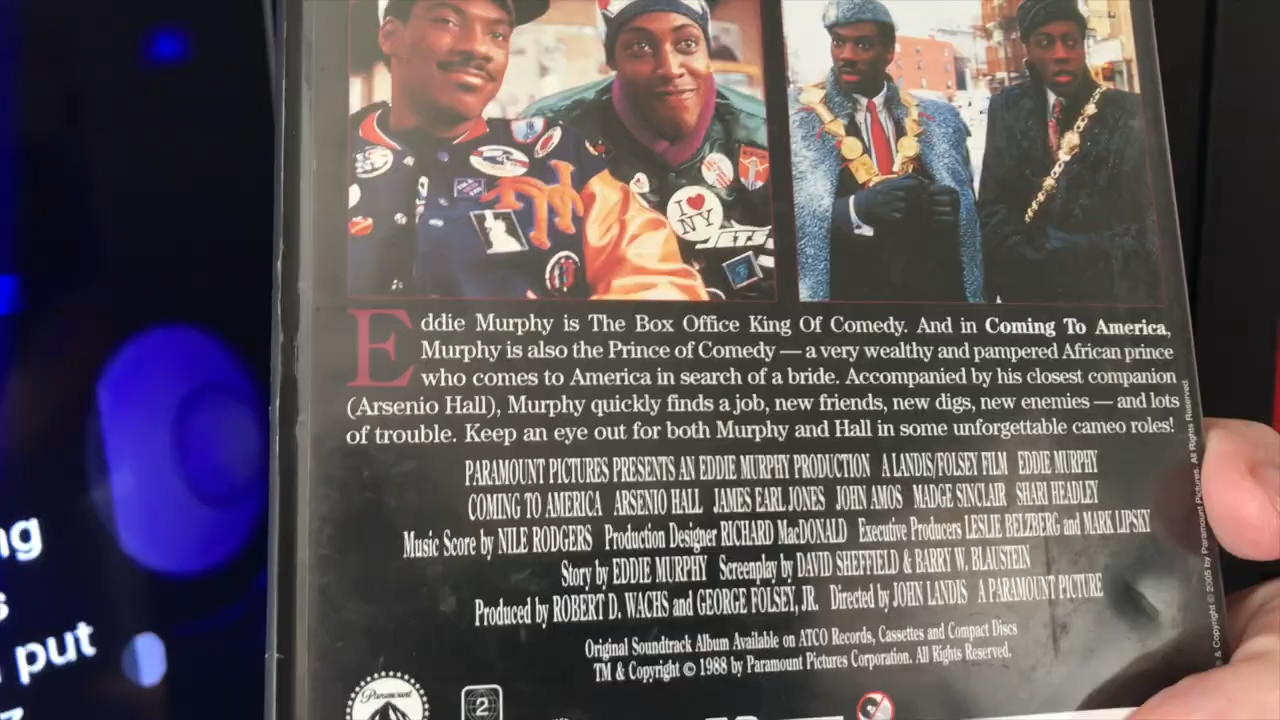 I ♥ NY
JETS
Eddie Murphy is The Box Office King Of Comedy. And in Coming To America,
Murphy is also the Prince of Comedy — a very wealthy and pampered African prince
who comes to America in search of a bride. Accompanied by his closest companion
(Arsenio Hall), Murphy quickly finds a job, new friends, new digs, new enemies — and lots
of trouble. Keep an eye out for both Murphy and Hall in some unforgettable cameo roles!
PARAMOUNT PICTURES PRESENTS AN EDDIE MURPHY PRODUCTION A LANDIS/FOLSEY FILM EDDIE MURPHY
COMING TO AMERICA ARSENIO HALL JAMES EARL JONES JOHN AMOS MADGE SINCLAIR SHARI HEADLEY
Music Score by NILE RODGERS Production Designer RICHARD MacDONALD Executive Producers LESLIE BELZBERG and MARK LIPSKY
Story by EDDIE MURPHY Screenplay by DAVID SHEFFIELD & BARRY W. BLAUSTEIN
Produced by ROBERT D. WACHS and GEORGE FOLSEY, JR. Directed by JOHN LANDIS A PARAMOUNT PICTURE
Original Soundtrack Album Available on ATCO Records, Cassettes and Compact Discs
TM & Copyright © 1988 by Paramount Pictures Corporation. All Rights Reserved.
Paramount
2
& Copyright © 2005 by Paramount Pictures. All Rights Reserved.
put